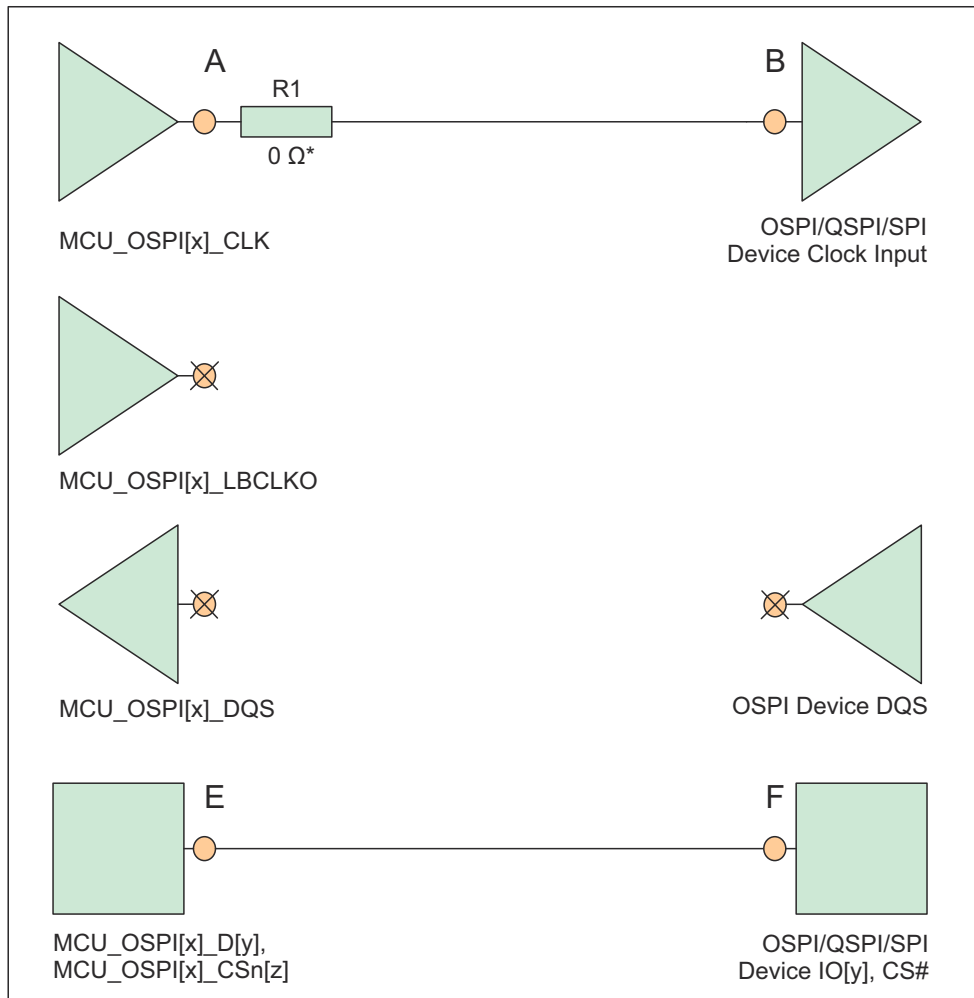 A
B
R1
0 Ω*
MCU_OSPI[x]_CLK
OSPI/QSPI/SPI
Device Clock Input
MCU_OSPI[x]_LBCLKO
MCU_OSPI[x]_DQS
OSPI Device DQS
E
F
MCU_OSPI[x]_D[y],
MCU_OSPI[x]_CSn[z]
OSPI/QSPI/SPI
Device IO[y], CS#